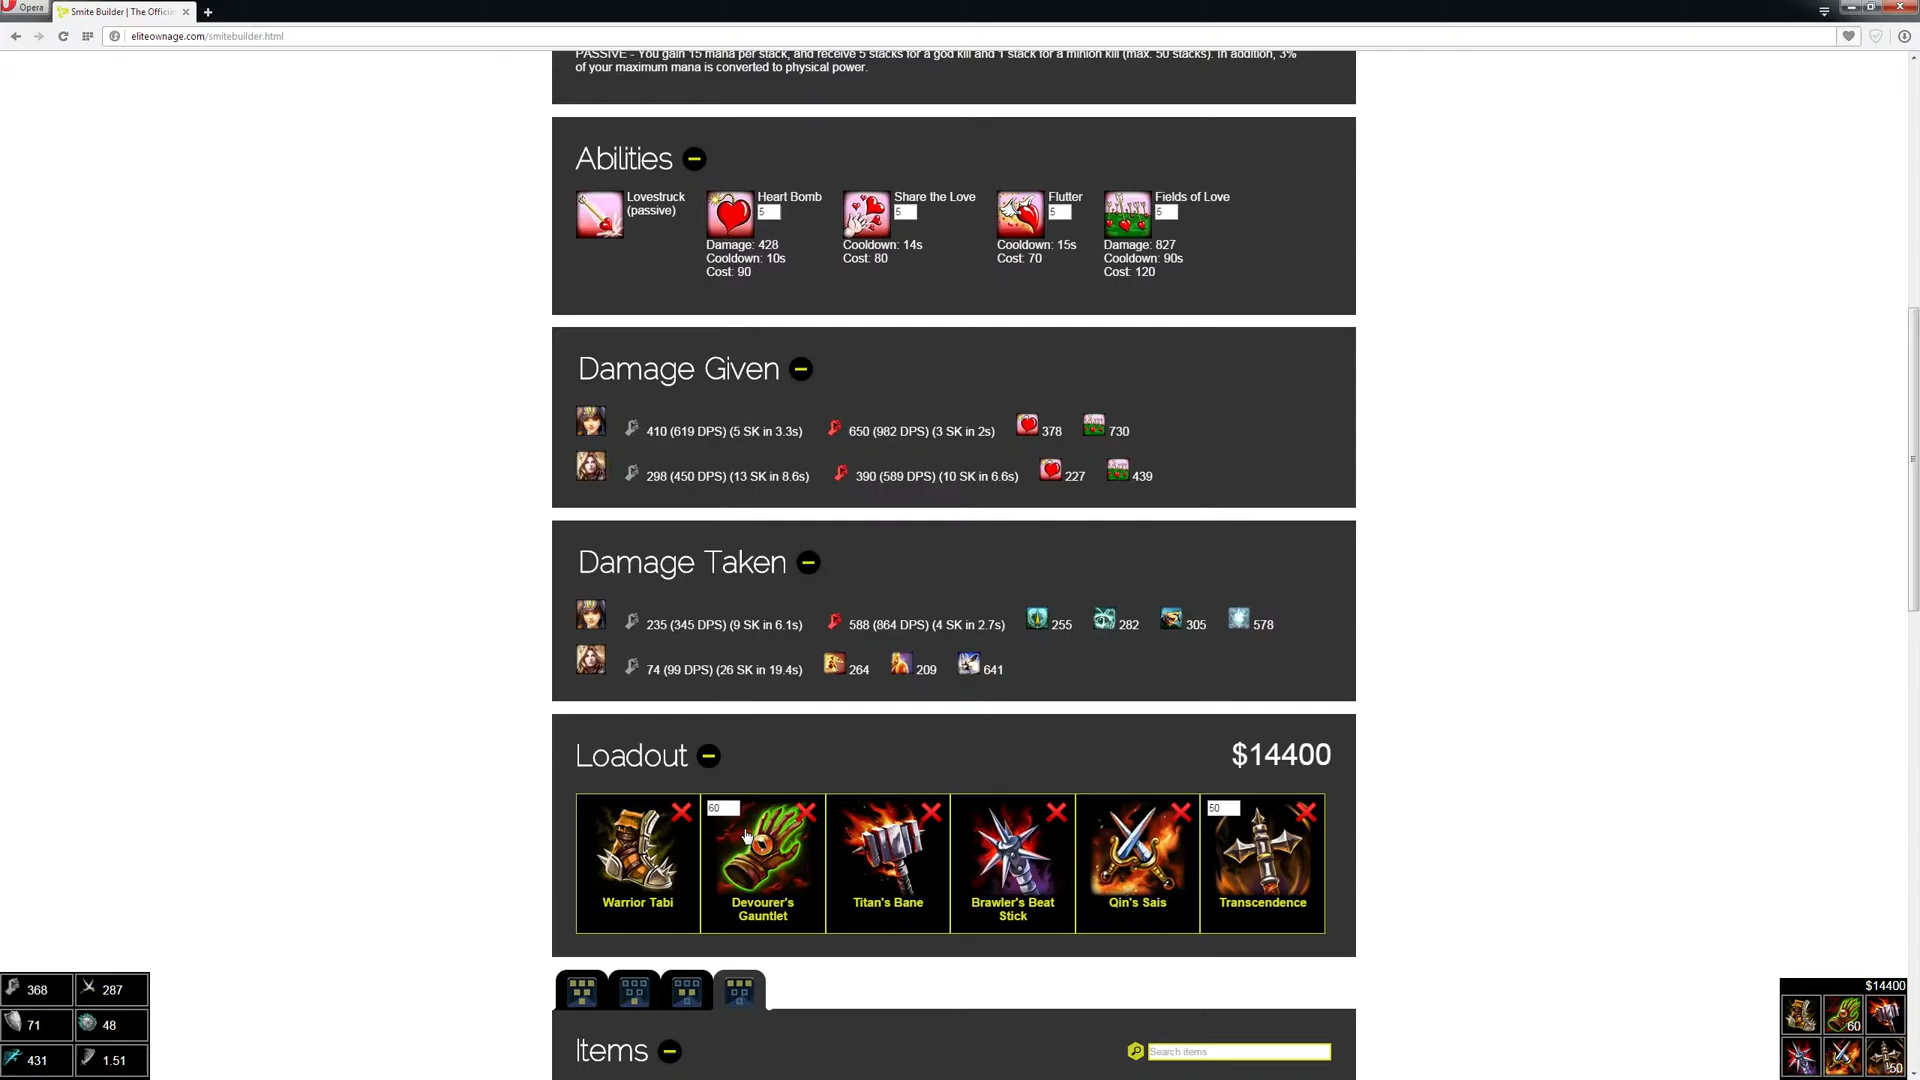 Opera
Smite Builder | The Officia
eliteownage.com/smitebuilder.html
PASSIVE - You gain 15 mana per stack, and receive 5 stacks for a god kill and 1 stack for a minion kill (max. 50 stacks). In addition, 3%
of your maximum mana is converted to physical power.
Abilities
Lovestruck
(passive)
Heart Bomb
5
Damage: 428
Cooldown: 10s
Cost: 90
Share the Love
5
Cooldown: 14s
Cost: 80
Flutter
5
Cooldown: 15s
Cost: 70
Fields of Love
5
Damage: 827
Cooldown: 90s
Cost: 120
Damage Given
410 (619 DPS) (5 SK in 3.3s) 650 (982 DPS) (3 SK in 2s) 378 730
298 (450 DPS) (13 SK in 8.6s) 390 (589 DPS) (10 SK in 6.6s) 227 439
Damage Taken
235 (345 DPS) (9 SK in 6.1s) 588 (864 DPS) (4 SK in 2.7s) 255 282 305 578
74 (99 DPS) (26 SK in 19.4s) 264 209 641
Loadout $14400
60 50
Warrior Tabi
Devourer's
Gauntlet
Titan's Bane
Brawler's Beat
Stick
Qin's Sais
Transcendence
Items
Search items
368 287
71 48
431 1.51
$14400
60
50